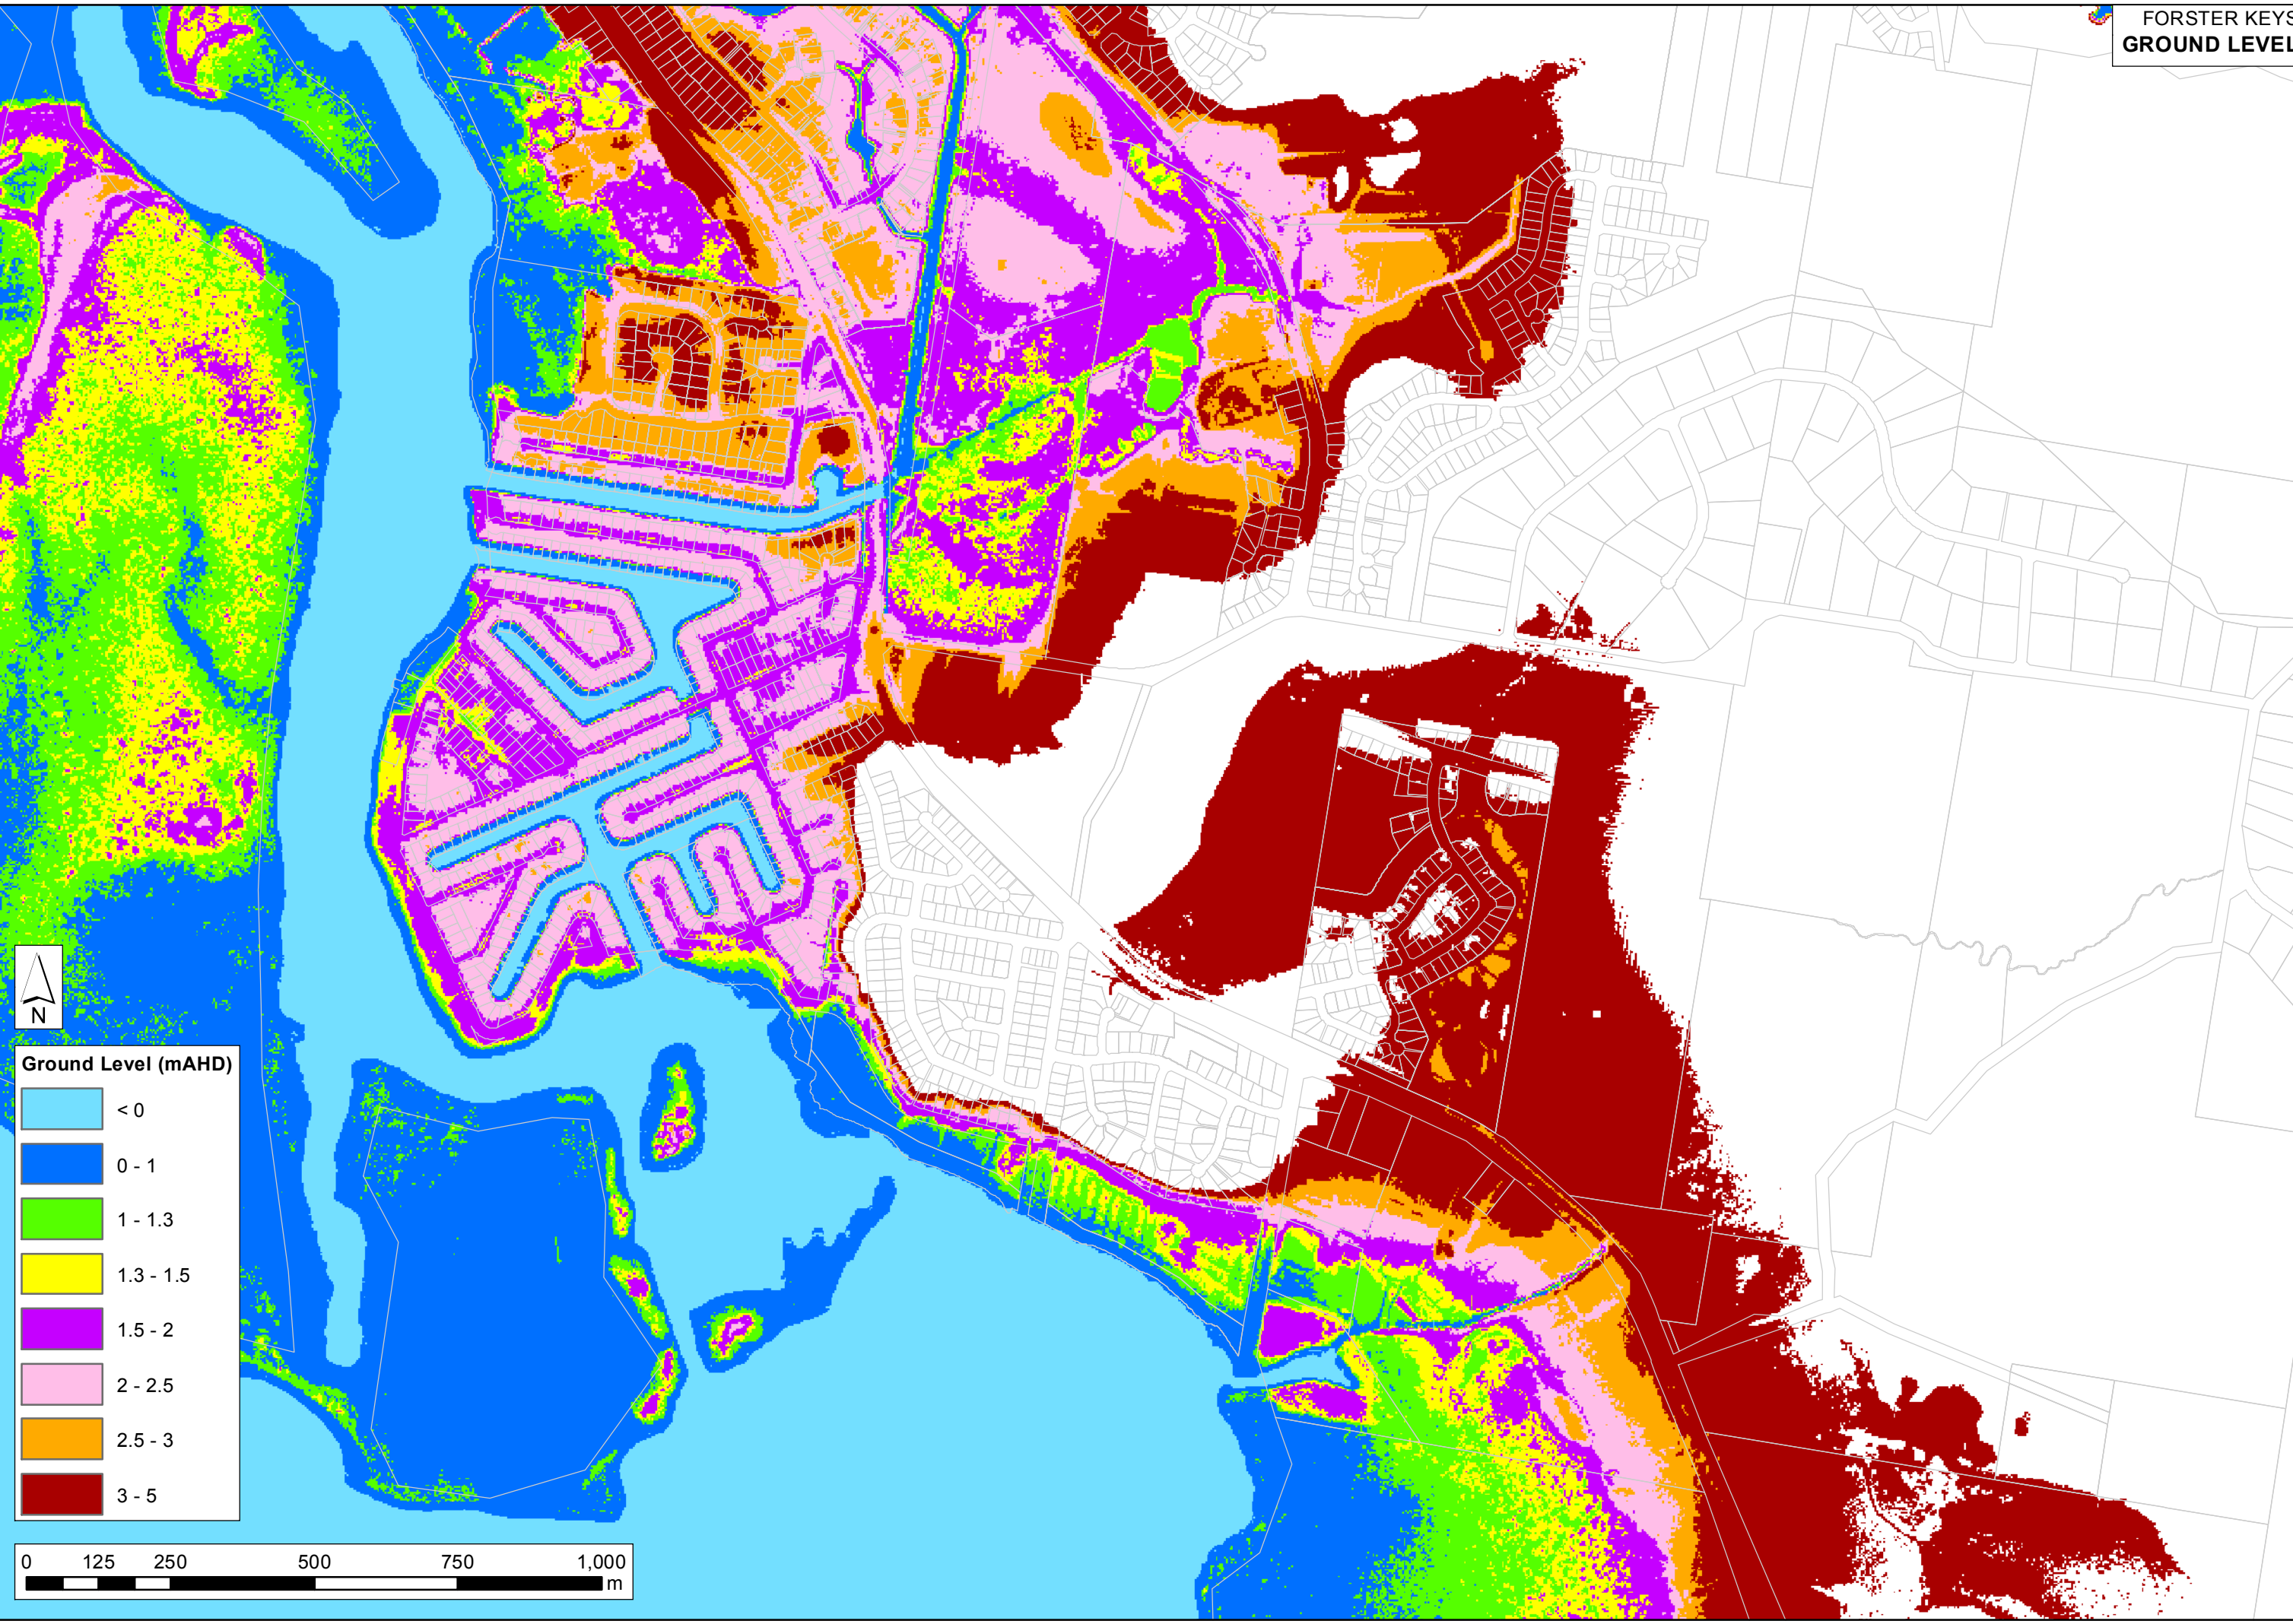 FORSTER KEYS
GROUND LEVEL
N
Ground Level (mAHD)
< 0
0 - 1
1 - 1.3
1.3 - 1.5
1.5 - 2
2 - 2.5
2.5 - 3
3 - 5
0 125 250 500 750 1,000
m